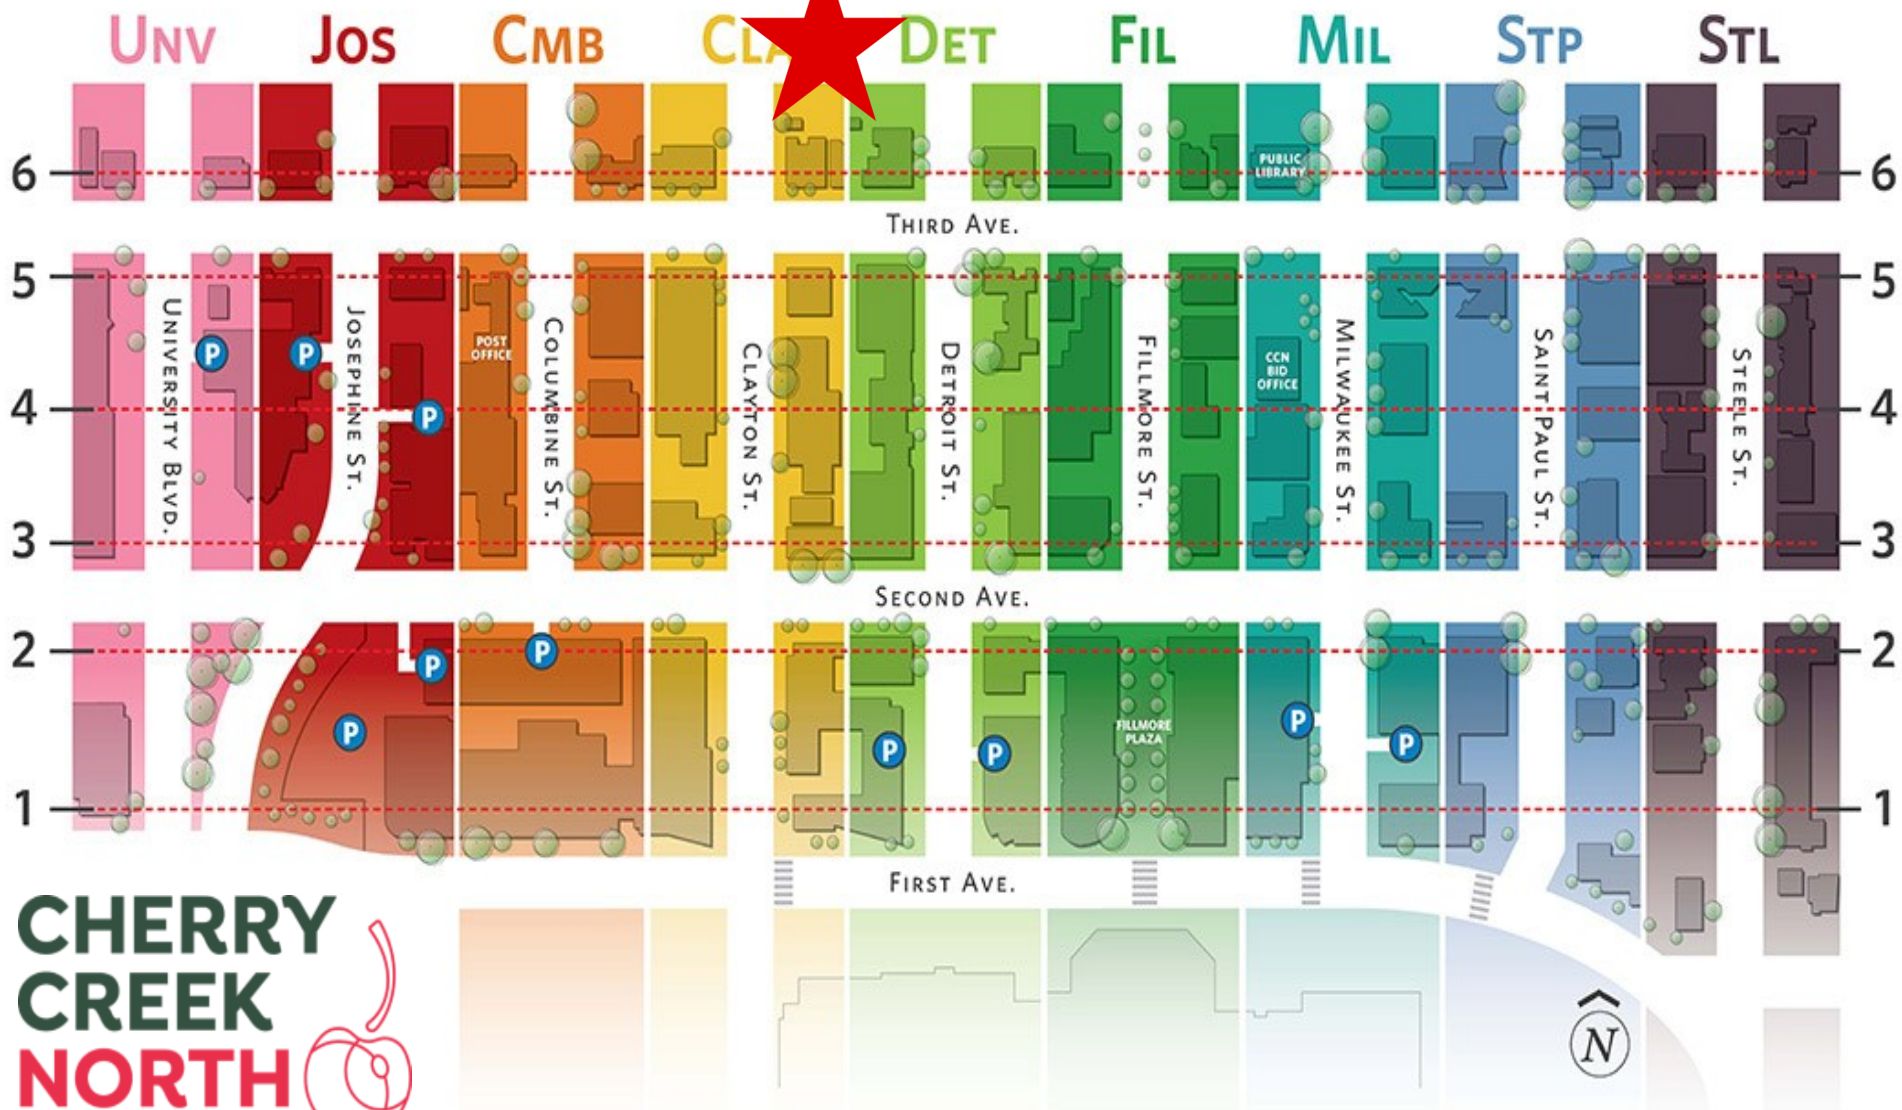 UNV JOS CMB CLA DET FIL MIL STP STL
6 PUBLIC LIBRARY 6
THIRD AVE.
5 5
UNIVERSITY BLVD.
P
P
JOSEPHINE ST.
P
POST
OFFICE
COLUMBINE ST.
CLAYTON ST.
DETROIT ST.
FILLMORE ST.
CCN
BID
OFFICE
MILWAUKEE ST.
SAINT PAUL ST.
STEELE ST.
4 4
3 3
SECOND AVE.
2 2
P
P
P
P
P
FILLMORE
PLAZA
P
P
1 1
FIRST AVE.
CHERRY
CREEK
NORTH
N